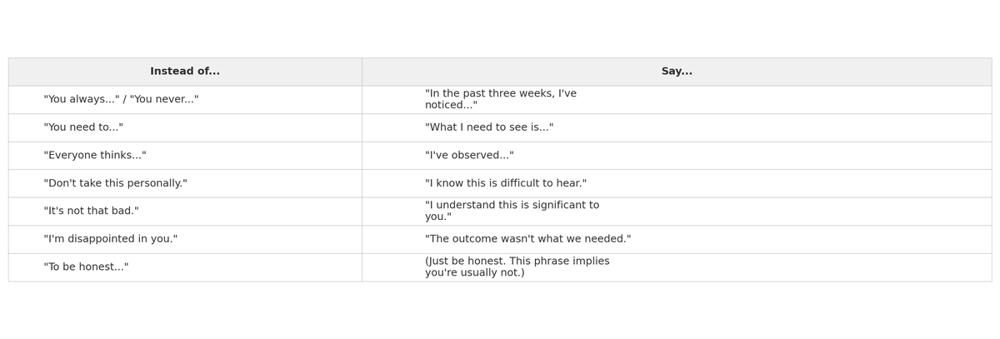 Instead of... Say...
"You always..." / "You never..." "In the past three weeks, I've
noticed..."
"You need to..." "What I need to see is..."
"Everyone thinks..." "I've observed..."
"Don't take this personally." "I know this is difficult to hear."
"It's not that bad." "I understand this is significant to
you."
"I'm disappointed in you." "The outcome wasn't what we needed."
"To be honest..." (Just be honest. This phrase implies
you're usually not.)